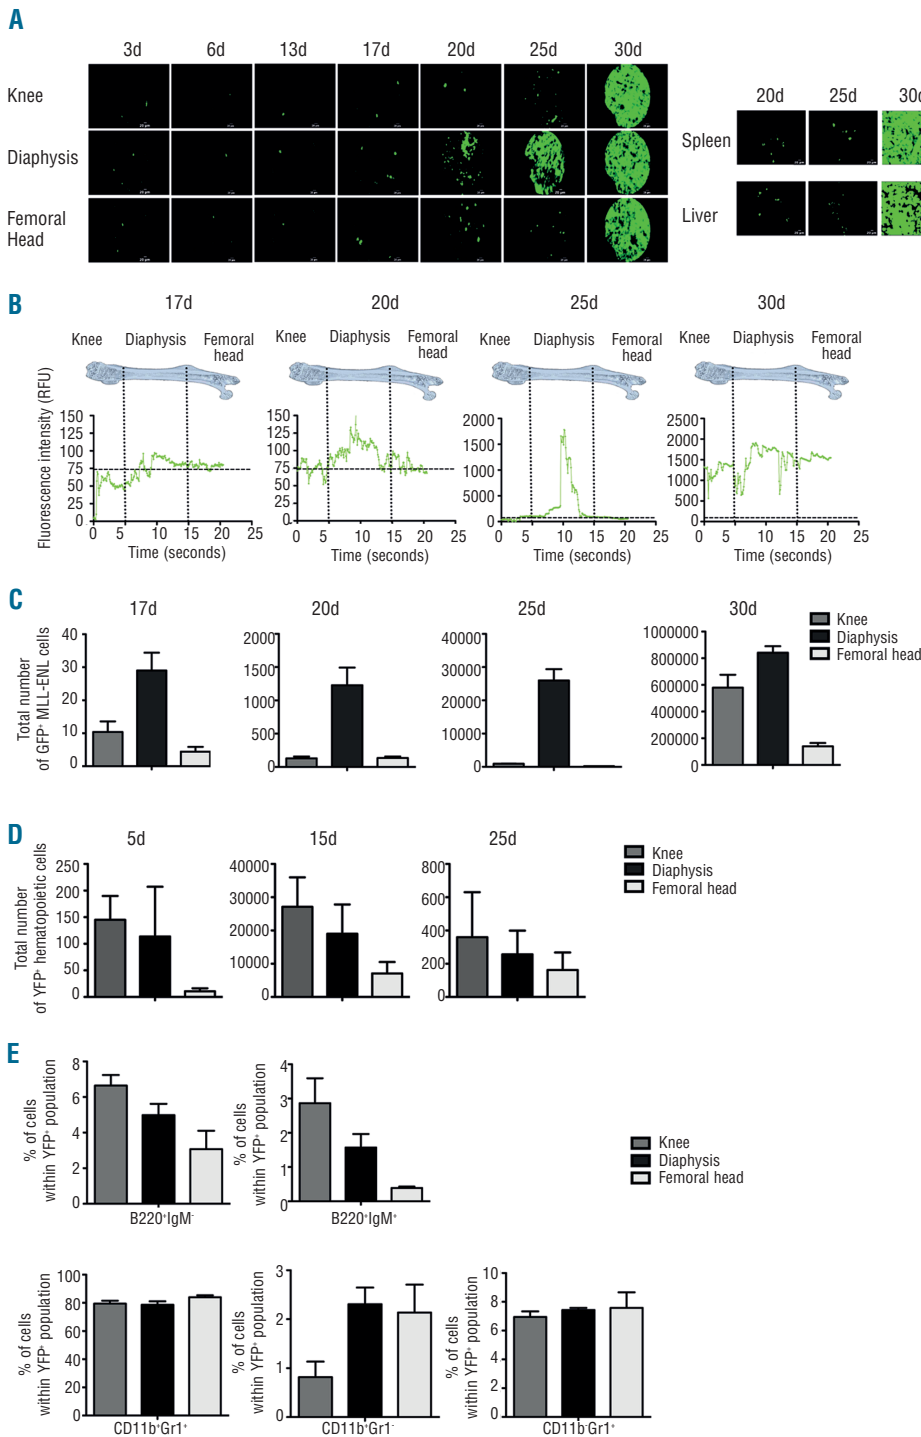 A
3d 6d 13d 17d 20d 25d 30d
Knee
Diaphysis
Femoral
Head
20d 25d 30d
Spleen
Liver
B
17d 20d 25d 30d
Knee Diaphysis Femoral
head
Knee Diaphysis Femoral
head
Knee Diaphysis Femoral
head
Knee Diaphysis Femoral
head
Fluorescence intensity (RFU)
150
125
100
75
50
25
0
0 5 10 15 20 25
Time (seconds)
150
125
100
75
50
25
0
0 5 10 15 20 25
Time (seconds)
2000
1500
1000
5000
0
0 5 10 15 20 25
Time (seconds)
2500
2000
1500
1000
500
0
0 5 10 15 20 25
Time (seconds)
C
17d 20d 25d 30d
Total number
of GFP⁺ MLL-ENL cells
40
30
20
10
0
2000
1500
1000
500
0
40000
30000
20000
10000
0
1000000
800000
600000
400000
200000
0
Knee
Diaphysis
Femoral head
D
5d 15d 25d
Total number
of YFP⁺ hematopoietic cells
250
200
150
100
50
0
40000
30000
20000
10000
0
800
600
400
200
0
Knee
Diaphysis
Femoral head
E
% of cells
within YFP⁺ population
8
6
4
2
0
B220⁺IgM⁻
% of cells
within YFP⁺ population
4
3
2
1
0
B220⁺IgM⁺
Knee
Diaphysis
Femoral head
% of cells
within YFP⁺ population
100
80
60
40
20
0
CD11b⁺Gr1⁺
% of cells
within YFP⁺ population
3
2
1
0
CD11b⁺Gr1⁻
% of cells
within YFP⁺ population
10
8
6
4
2
0
CD11b⁻Gr1⁺